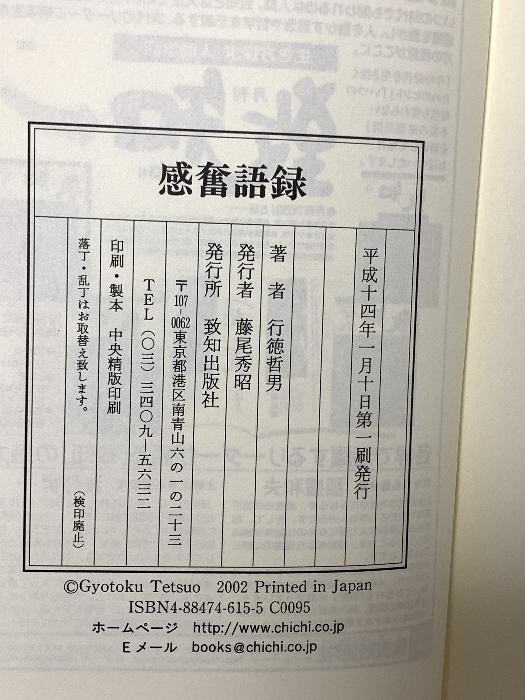 感奮語録
平成十四年一月十日第一刷発行
著者 行徳哲男
発行者 藤尾秀昭
発行所 致知出版社
〒107-0062東京都港区南青山六の一の二十三
TEL(〇三)三四〇九―五六三二
印刷・製本 中央精版印刷
落丁・乱丁はお取替え致します。
(検印廃止)
©Gyotoku Tetsuo 2002 Printed in Japan
ISBN4-88474-615-5 C0095
ホームページ http://www.chichi.co.jp
Eメール books@chichi.co.jp